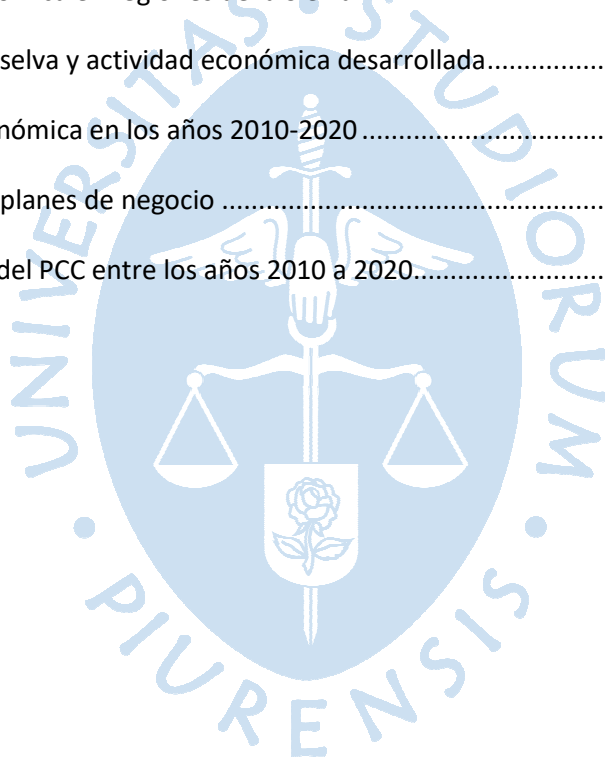 selva y actividad económica desarrollada..................
nómica en los años 2010-2020 .....................................
planes de negocio .........................................................
del PCC entre los años 2010 a 2020............................
UNIVERSITAS • STUDIORUM • PIURENSIS •